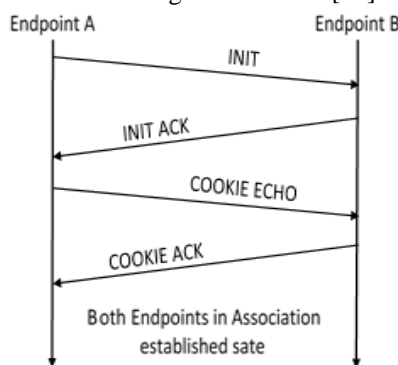 Endpoint A Endpoint B
INIT
INIT ACK
COOKIE ECHO
COOKIE ACK
Both Endpoints in Association
established sate